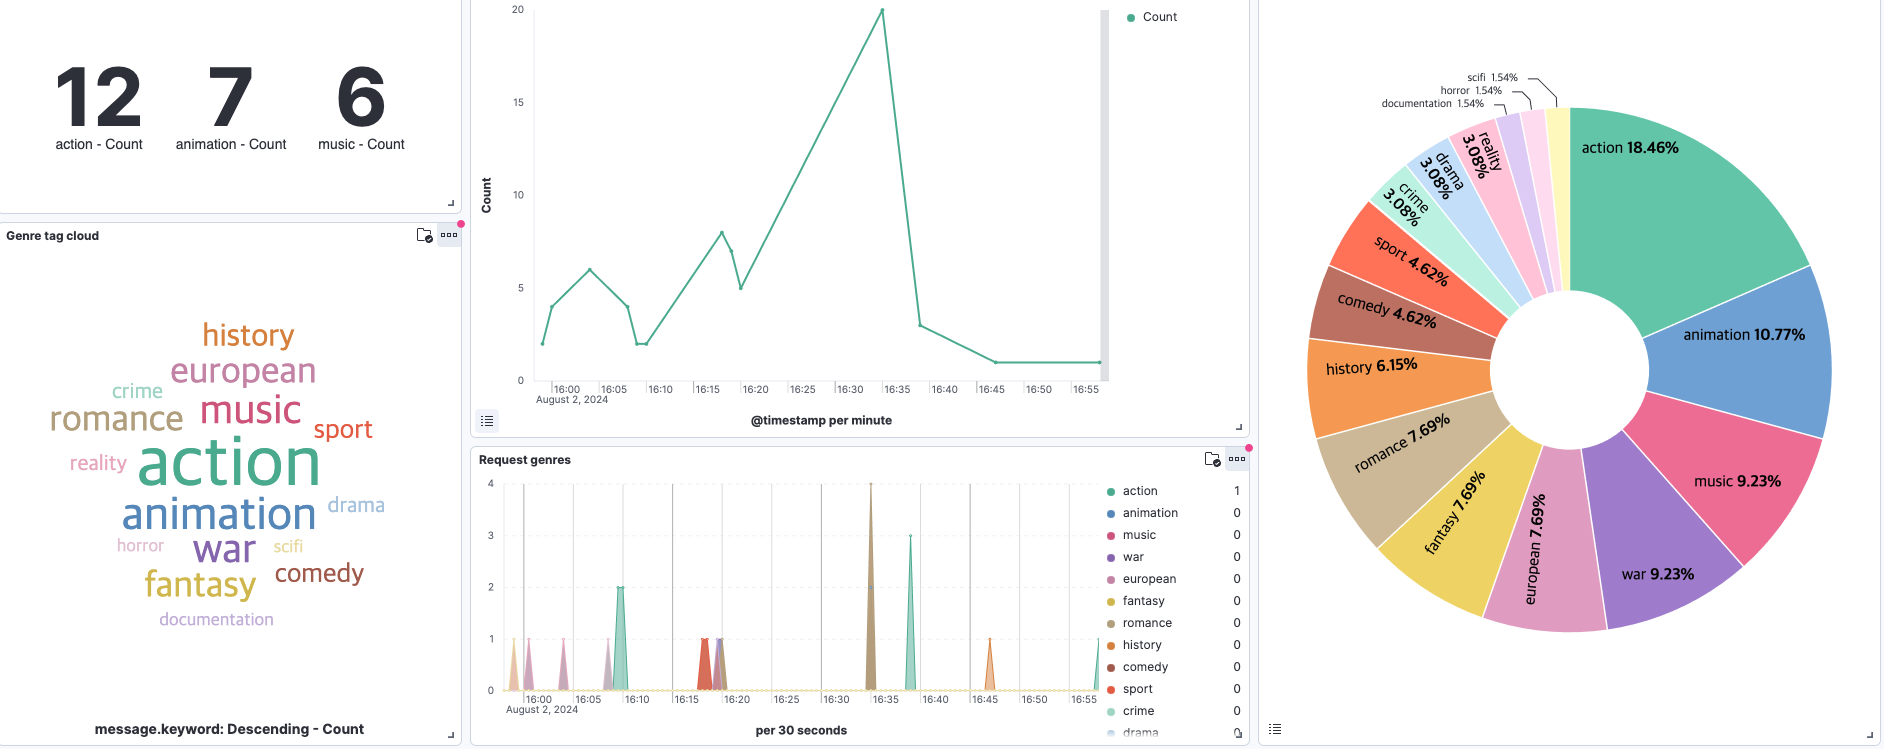 12 7 6
action - Count animation - Count music - Count
Genre tag cloud
history
european
crime
romance music
sport
reality action
animation drama
horror war scifi
fantasy comedy
documentation
message.keyword: Descending - Count
20
15
10
5
0
Count
16:00 16:05 16:10 16:15 16:20 16:25 16:30 16:35 16:40 16:45 16:50 16:55
August 2, 2024
@timestamp per minute
Count
Request genres
4
3
2
1
0
16:00 16:05 16:10 16:15 16:20 16:25 16:30 16:35 16:40 16:45 16:50 16:55
August 2, 2024
per 30 seconds
action 1
animation 0
music 0
war 0
european 0
fantasy 0
romance 0
history 0
comedy 0
sport 0
crime 0
drama 0
scifi 1.54%
horror 1.54%
documentation 1.54%
action 18.46%
animation 10.77%
music 9.23%
war 9.23%
european 7.69%
fantasy 7.69%
romance 7.69%
history 6.15%
comedy 4.62%
sport 4.62%
crime
3.08%
drama
3.08%
reality
3.08%